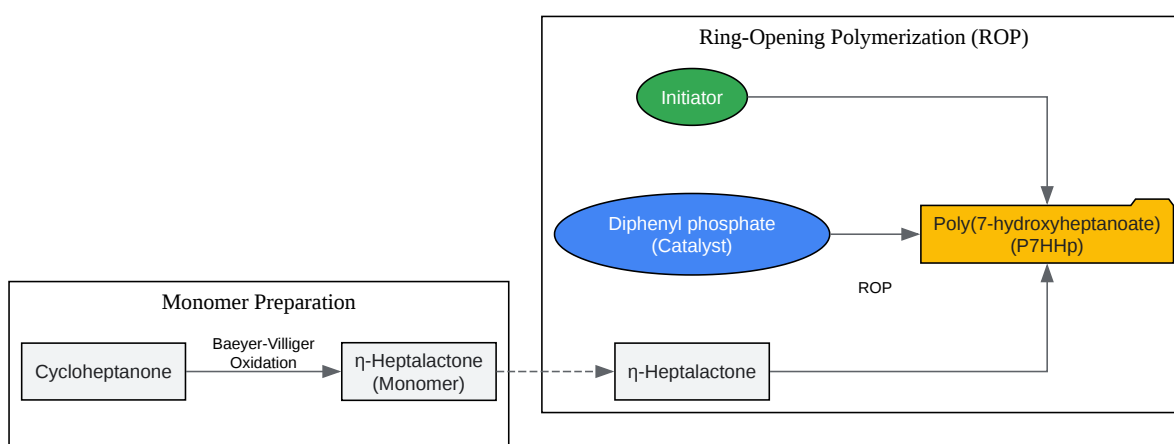 Ring-Opening Polymerization (ROP)
Initiator
Diphenyl phosphate
(Catalyst)
Poly(7-hydroxyheptanoate)
(P7HHp)
ROP
Monomer Preparation
Cycloheptanone
Baeyer-Villiger
Oxidation
η-Heptalactone
(Monomer)
η-Heptalactone